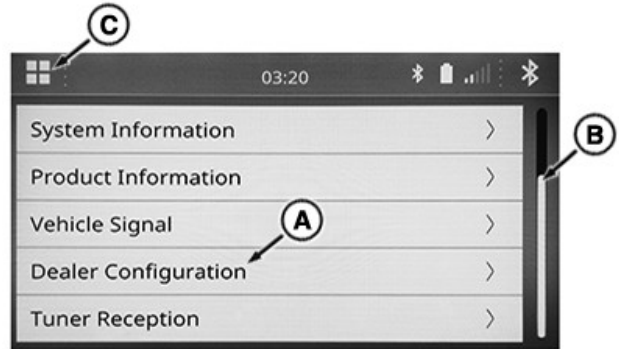 C
03:20
System Information
B
Product Information
Vehicle Signal
A
Dealer Configuration
Tuner Reception